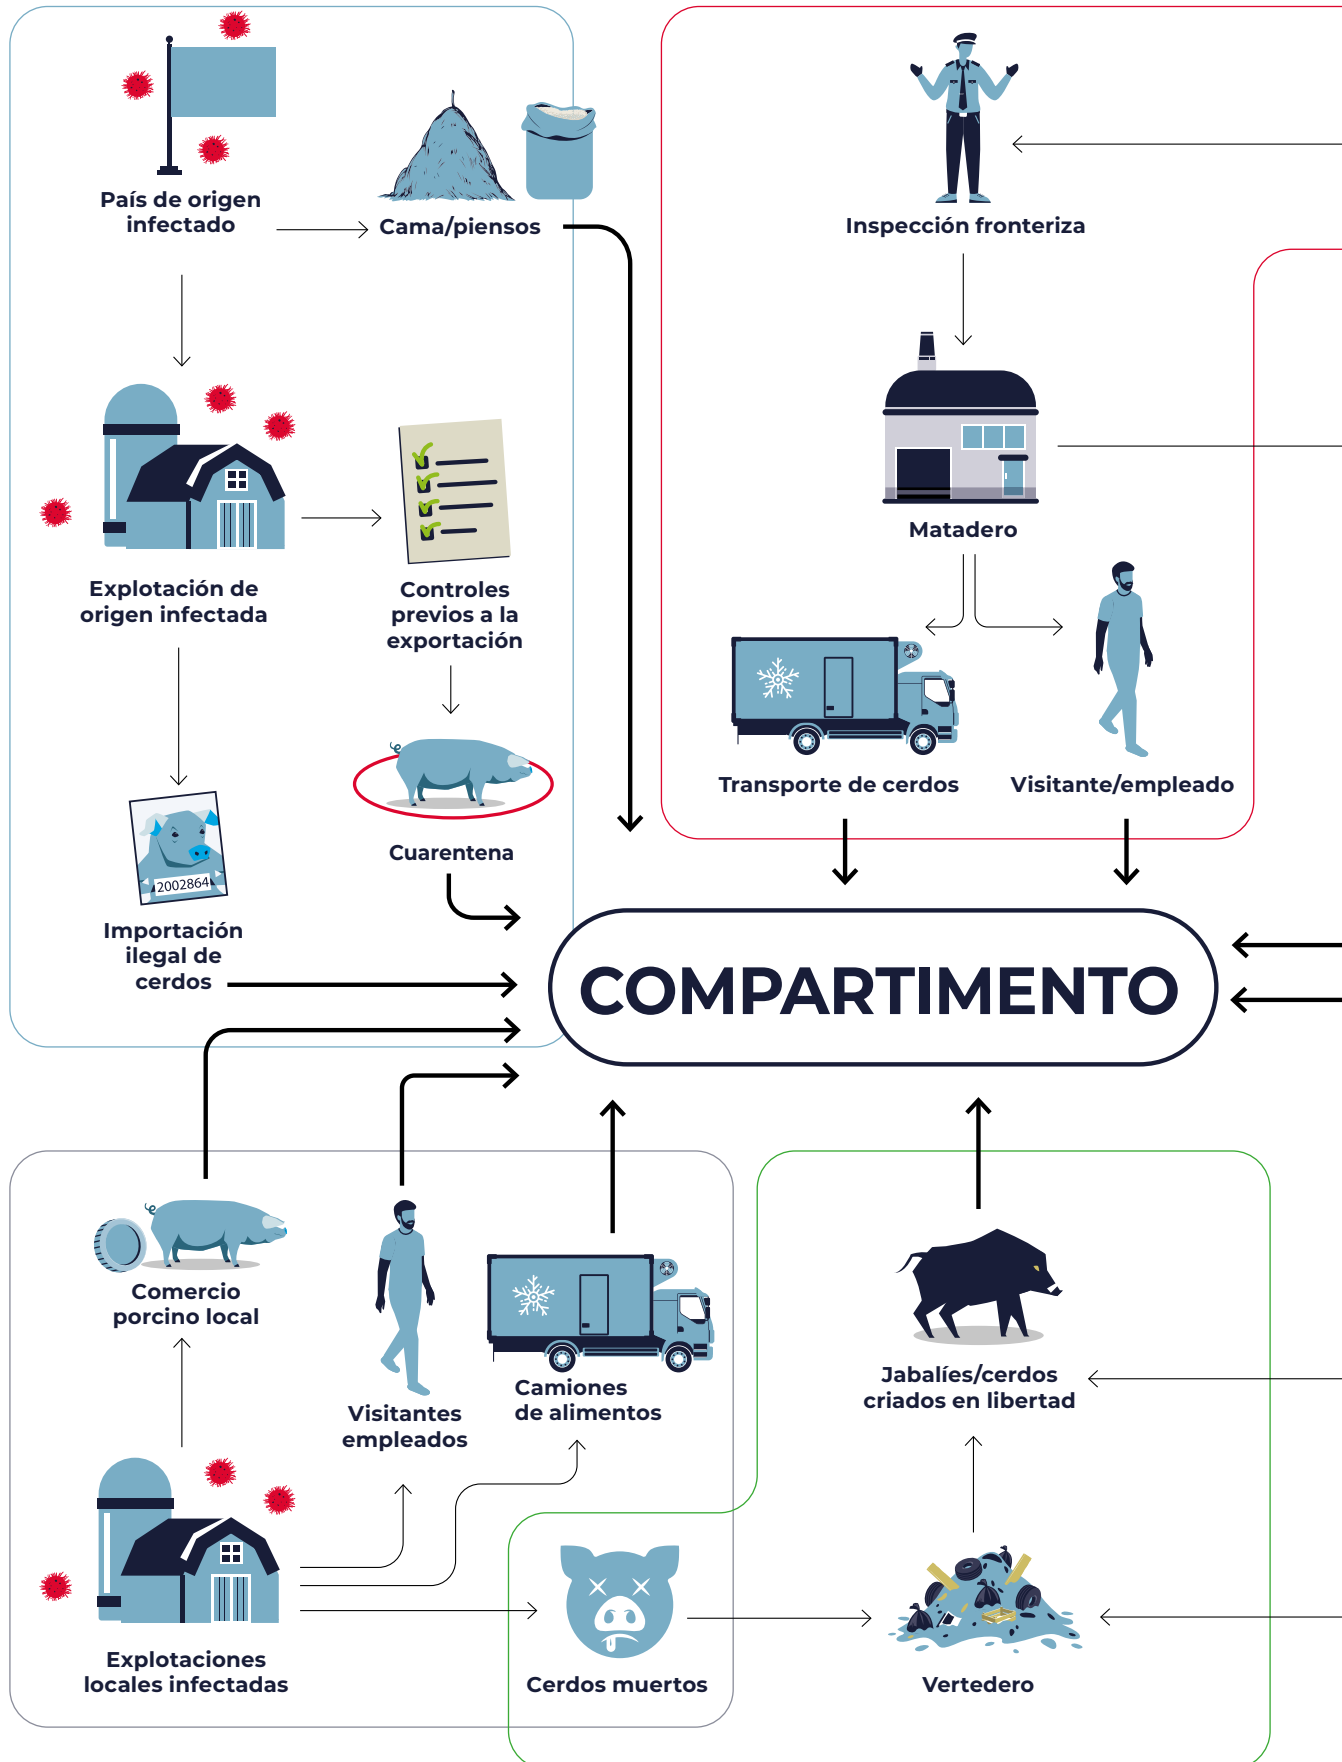 País de origen
infectado
Cama/piensos
Explotación de
origen infectada
Controles
previos a la
exportación
2002864
Importación
ilegal de
cerdos
Cuarentena
Inspección fronteriza
Matadero
Transporte de cerdos
Visitante/empleado
COMPARTIMENTO
Comercio
porcino local
Visitantes
empleados
Camiones
de alimentos
Explotaciones
locales infectadas
Cerdos muertos
Jabalíes/cerdos
criados en libertad
Vertedero